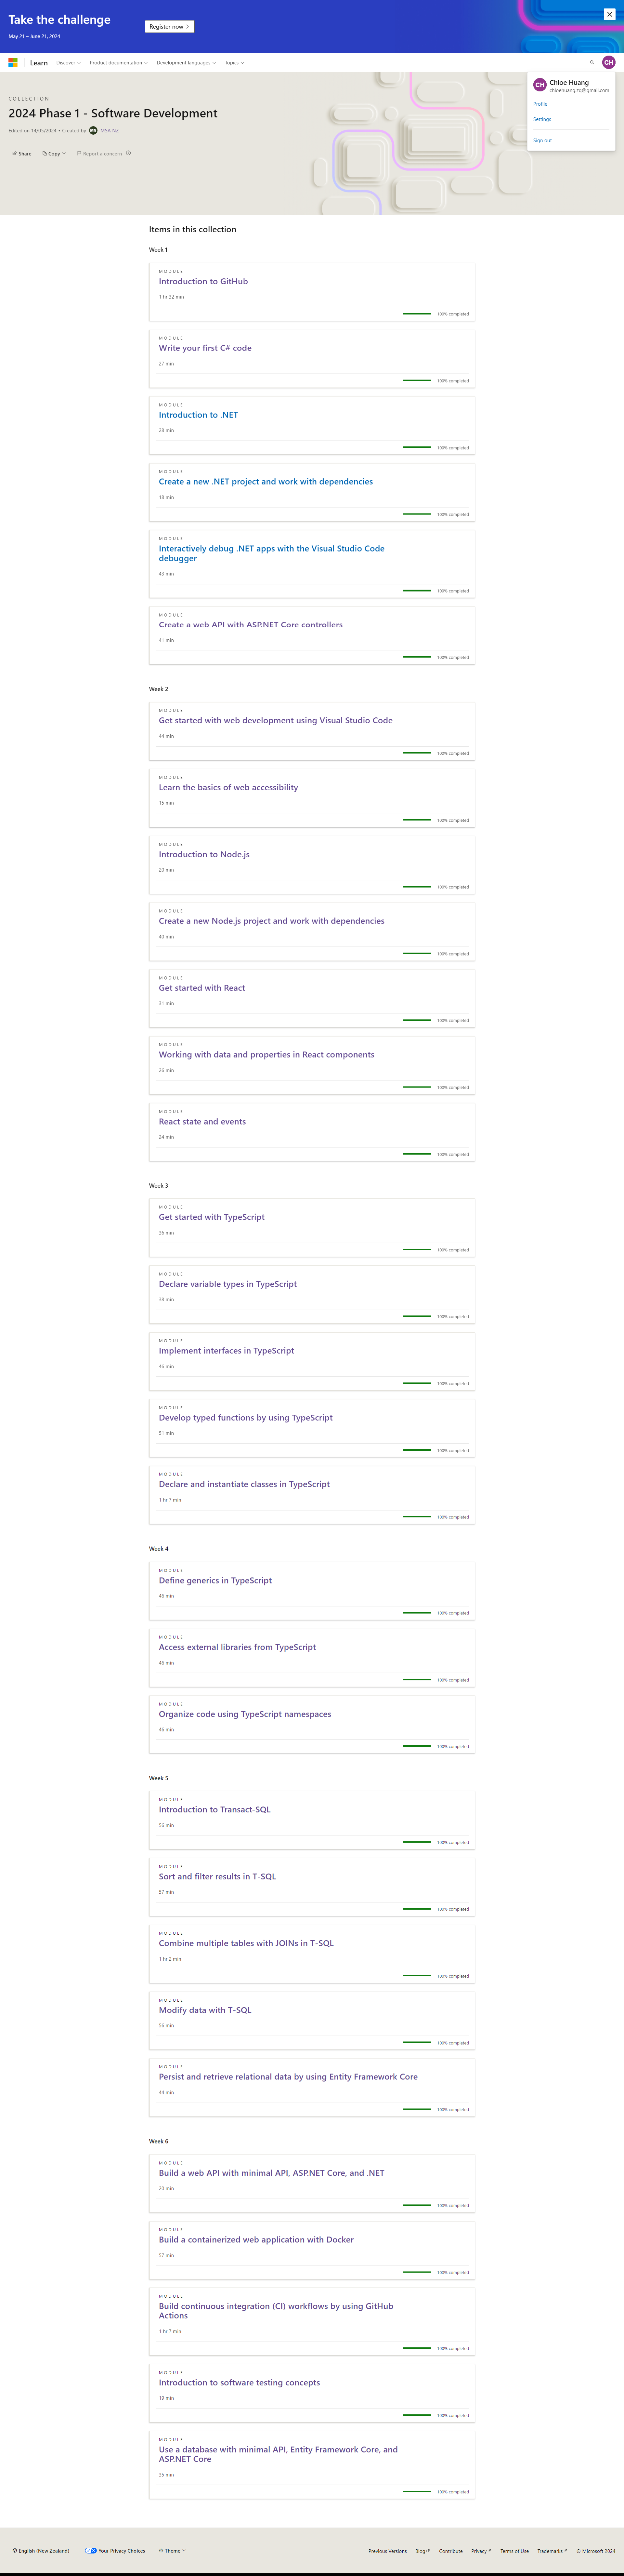 Take the challenge
May 21 – June 21, 2024
Register now
Learn
Discover
Product documentation
Development languages
Topics
CH
CH
Chloe Huang
chloehuang.zq@gmail.com
Profile
Settings
Sign out
COLLECTION
2024 Phase 1 - Software Development
Edited on 14/05/2024 • Created by
MSA NZ
Share
Copy
Report a concern
Items in this collection
Week 1
MODULE
Introduction to GitHub
1 hr 32 min
100% completed
MODULE
Write your first C# code
27 min
100% completed
MODULE
Introduction to .NET
28 min
100% completed
MODULE
Create a new .NET project and work with dependencies
18 min
100% completed
MODULE
Interactively debug .NET apps with the Visual Studio Code
debugger
43 min
100% completed
MODULE
Create a web API with ASP.NET Core controllers
41 min
100% completed
Week 2
MODULE
Get started with web development using Visual Studio Code
44 min
100% completed
MODULE
Learn the basics of web accessibility
15 min
100% completed
MODULE
Introduction to Node.js
20 min
100% completed
MODULE
Create a new Node.js project and work with dependencies
40 min
100% completed
MODULE
Get started with React
31 min
100% completed
MODULE
Working with data and properties in React components
26 min
100% completed
MODULE
React state and events
24 min
100% completed
Week 3
MODULE
Get started with TypeScript
36 min
100% completed
MODULE
Declare variable types in TypeScript
38 min
100% completed
MODULE
Implement interfaces in TypeScript
46 min
100% completed
MODULE
Develop typed functions by using TypeScript
51 min
100% completed
MODULE
Declare and instantiate classes in TypeScript
1 hr 7 min
100% completed
Week 4
MODULE
Define generics in TypeScript
46 min
100% completed
MODULE
Access external libraries from TypeScript
46 min
100% completed
MODULE
Organize code using TypeScript namespaces
46 min
100% completed
Week 5
MODULE
Introduction to Transact-SQL
56 min
100% completed
MODULE
Sort and filter results in T-SQL
57 min
100% completed
MODULE
Combine multiple tables with JOINs in T-SQL
1 hr 2 min
100% completed
MODULE
Modify data with T-SQL
56 min
100% completed
MODULE
Persist and retrieve relational data by using Entity Framework Core
44 min
100% completed
Week 6
MODULE
Build a web API with minimal API, ASP.NET Core, and .NET
20 min
100% completed
MODULE
Build a containerized web application with Docker
57 min
100% completed
MODULE
Build continuous integration (CI) workflows by using GitHub
Actions
1 hr 7 min
100% completed
MODULE
Introduction to software testing concepts
19 min
100% completed
MODULE
Use a database with minimal API, Entity Framework Core, and
ASP.NET Core
35 min
100% completed
English (New Zealand)
Your Privacy Choices
Theme
Previous Versions
Blog
Contribute
Privacy
Terms of Use
Trademarks
© Microsoft 2024